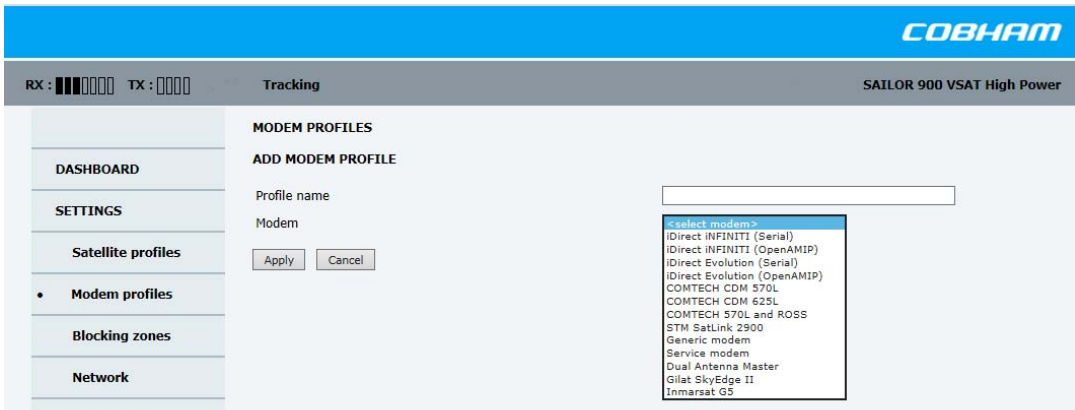 COBHAM
RX : TX : Tracking SAILOR 900 VSAT High Power
MODEM PROFILES
ADD MODEM PROFILE
DASHBOARD
Profile name
SETTINGS
Modem
<select modem>
iDirect iNFINITI (Serial)
iDirect iNFINITI (OpenAMIP)
iDirect Evolution (Serial)
iDirect Evolution (OpenAMIP)
COMTECH CDM 570L
COMTECH CDM 625L
COMTECH 570L and ROSS
STM SatLink 2900
Generic modem
Service modem
Dual Antenna Master
Gilat SkyEdge II
Inmarsat G5
Apply Cancel
Satellite profiles
• Modem profiles
Blocking zones
Network